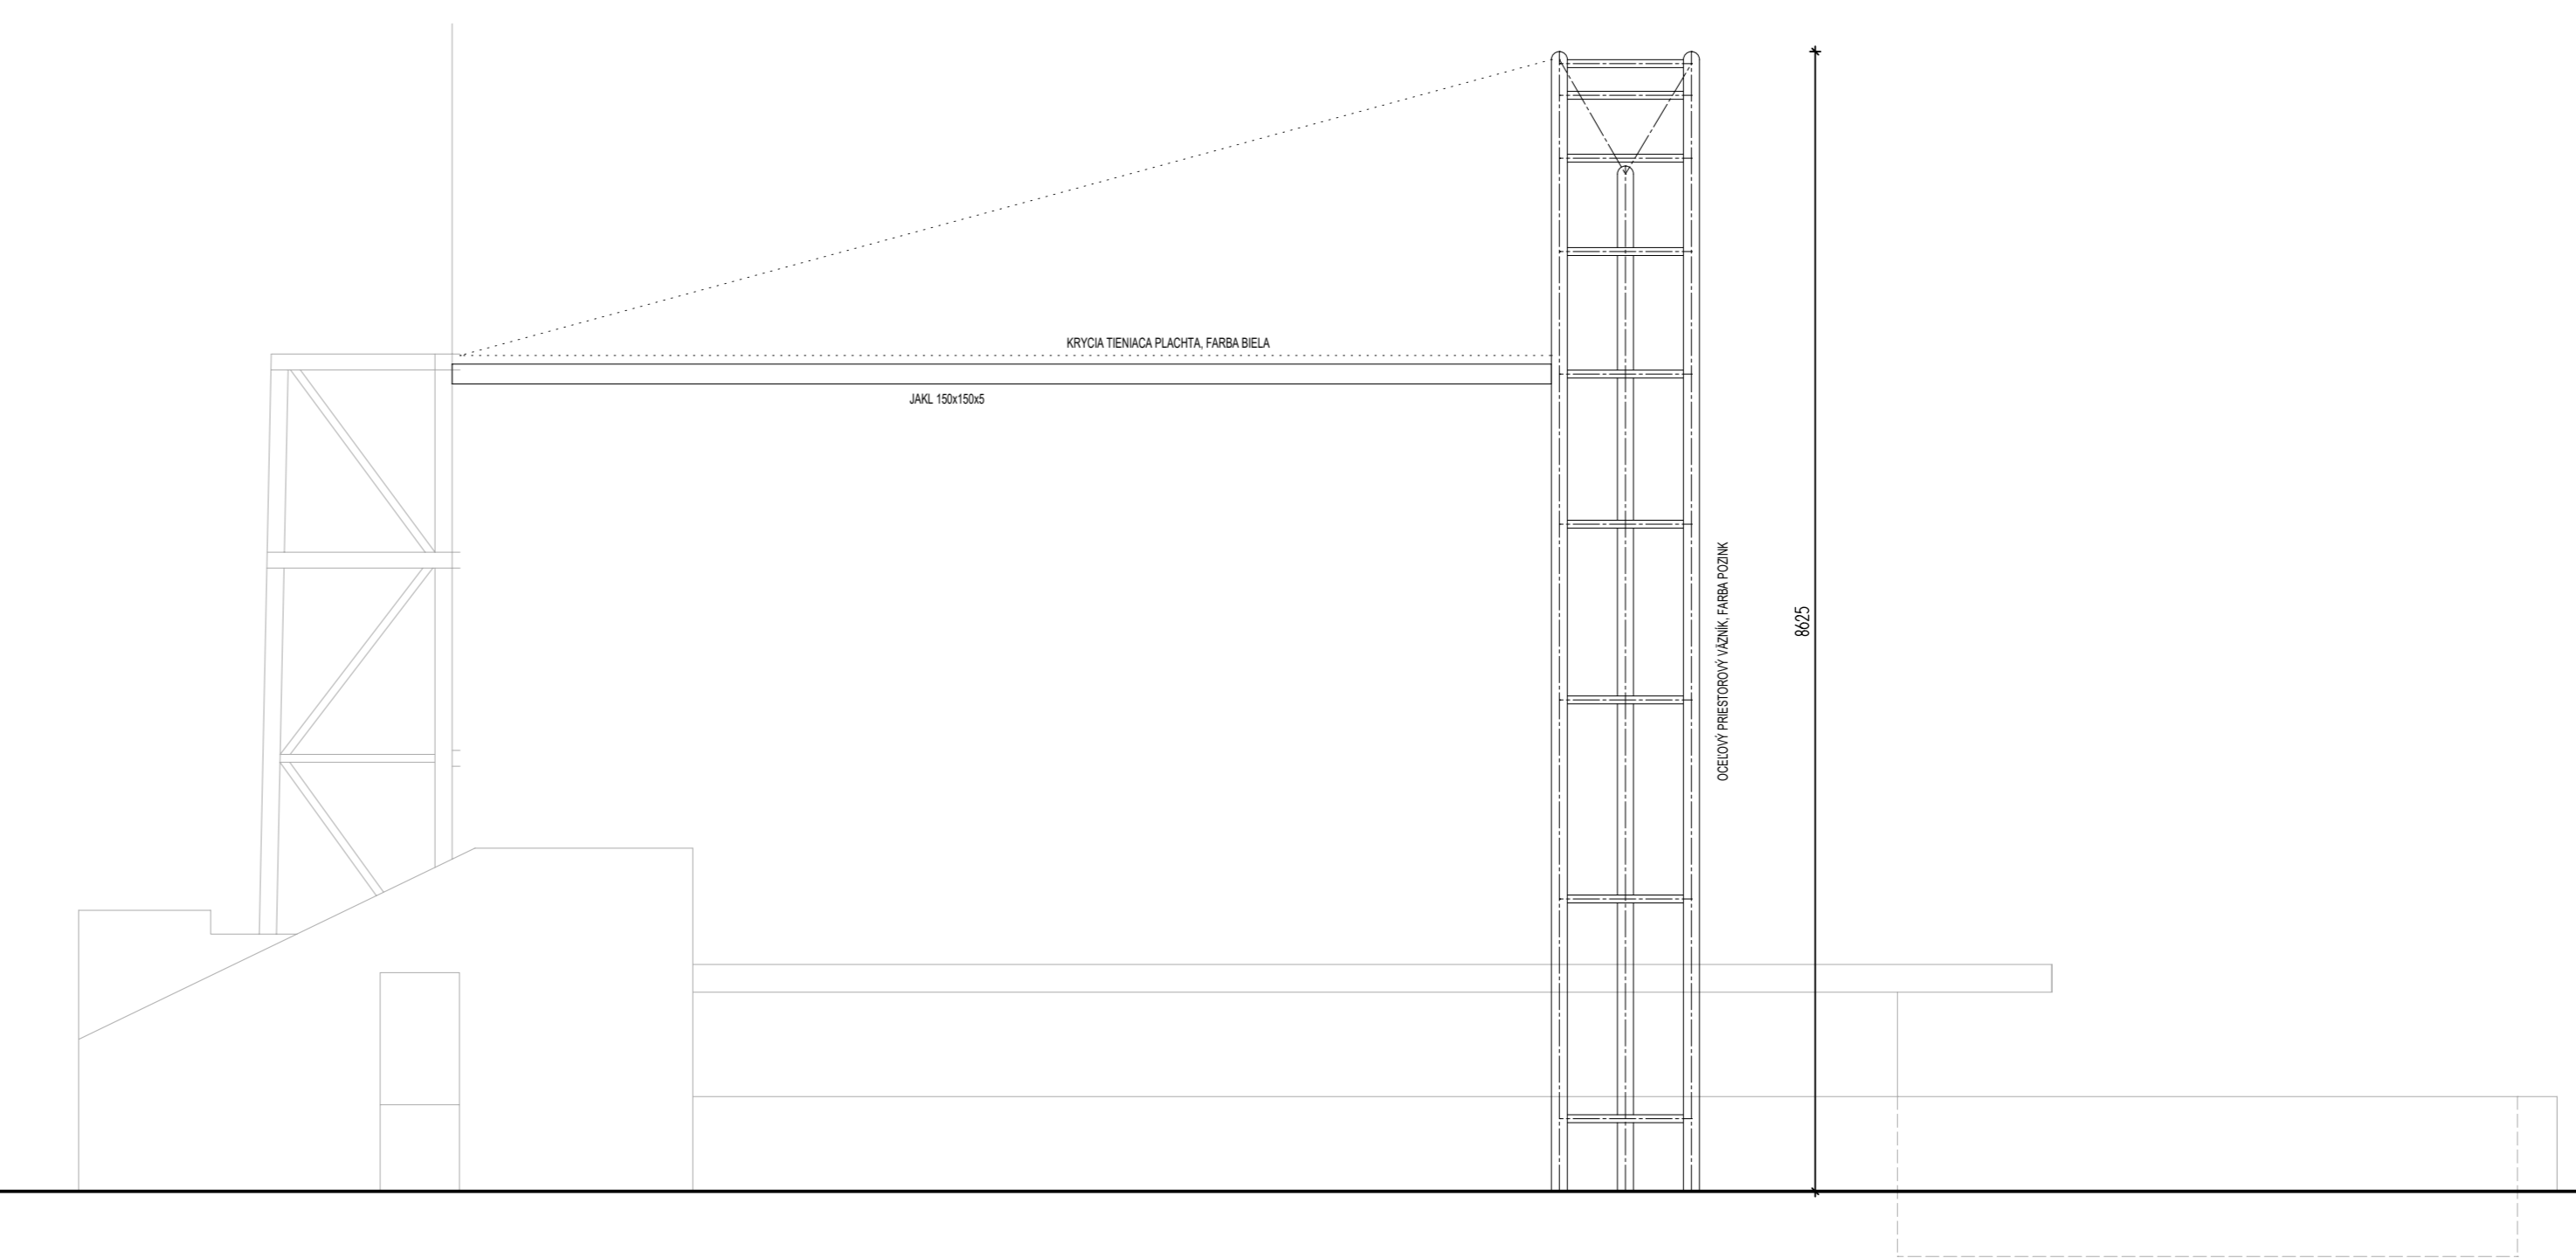 KRYCIA TIENIACA PLACHTA, FARBA BIELA
JAKL 150x150x5
OCEĽOVÝ PRIESTOROVÝ VÄZNÍK, FARBA POZINK
8625